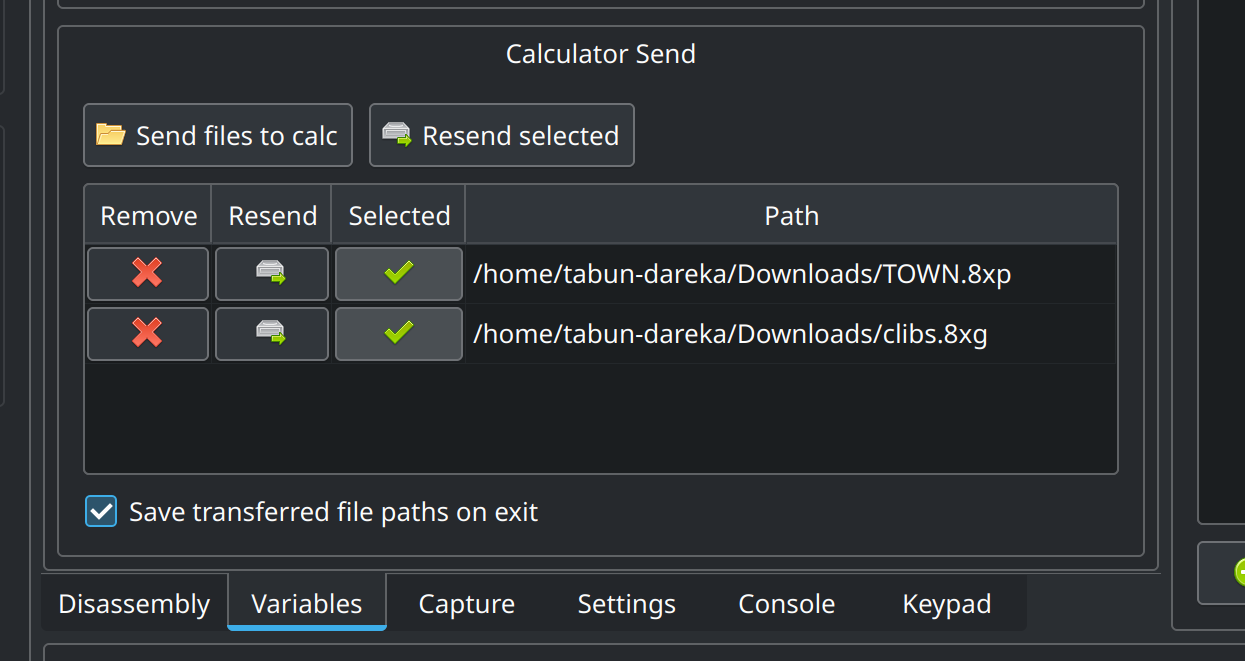 Calculator Send
Send files to calc Resend selected
Remove Resend Selected Path
/home/tabun-dareka/Downloads/TOWN.8xp
/home/tabun-dareka/Downloads/clibs.8xg
Save transferred file paths on exit
Disassembly Variables Capture Settings Console Keypad